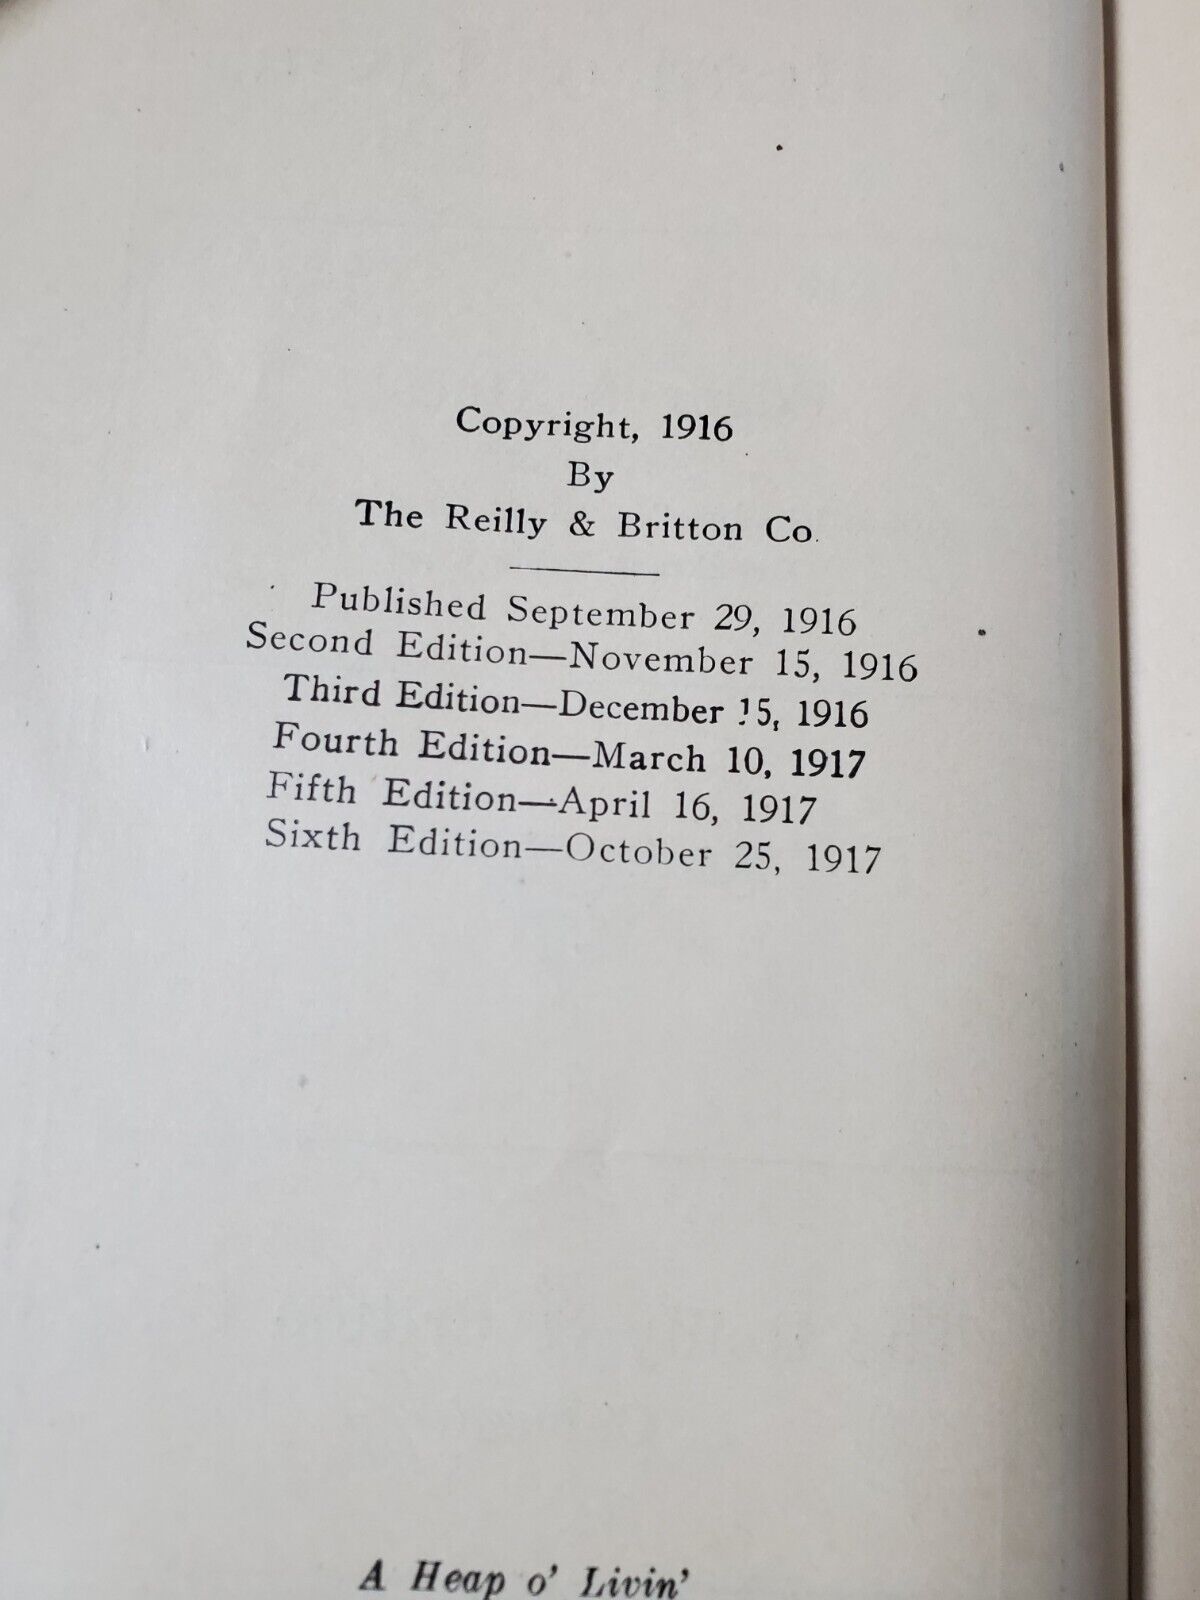 Copyright, 1916
By
The Reilly & Britton Co.
Published September 29, 1916
Second Edition—November 15, 1916
Third Edition—December 15, 1916
Fourth Edition—March 10, 1917
Fifth Edition—April 16, 1917
Sixth Edition—October 25, 1917
A Heap o' Livin'